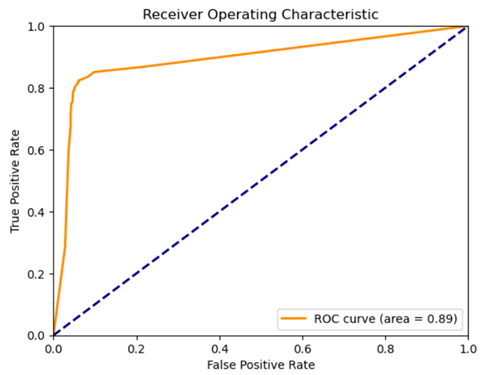 Receiver Operating Characteristic
True Positive Rate
1.0
0.8
0.6
0.4
0.2
0.0
0.0 0.2 0.4 0.6 0.8 1.0
False Positive Rate
ROC curve (area = 0.89)